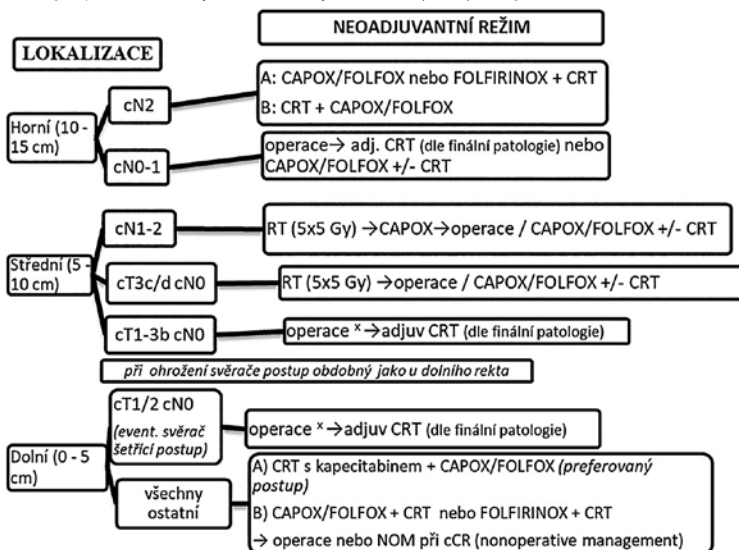 NEOADJUVANTNÍ REŽIM
LOKALIZACE
Horní (10 -
15 cm)
cN2
A: CAPOX/FOLFOX nebo FOLFIRINOX + CRT
B: CRT + CAPOX/FOLFOX
cN0-1
operace→ adj. CRT (dle finální patologie) nebo
CAPOX/FOLFOX +/- CRT
Střední (5 -
10 cm)
cN1-2
RT (5x5 Gy) →CAPOX→operace / CAPOX/FOLFOX +/- CRT
cT3c/d cN0
RT (5x5 Gy) →operace / CAPOX/FOLFOX +/- CRT
cT1-3b cN0
operace ˣ→adjuv CRT (dle finální patologie)
při ohrožení svěrače postup obdobný jako u dolního rekta
Dolní (0 - 5
cm)
cT1/2 cN0
(event. svěrač
šetřící postup)
operace ˣ →adjuv CRT (dle finální patologie)
všechny
ostatní
A) CRT s kapecitabinem + CAPOX/FOLFOX (preferovaný
postup)
B) CAPOX/FOLFOX + CRT nebo FOLFIRINOX + CRT
→ operace nebo NOM při cCR (nonoperative management)